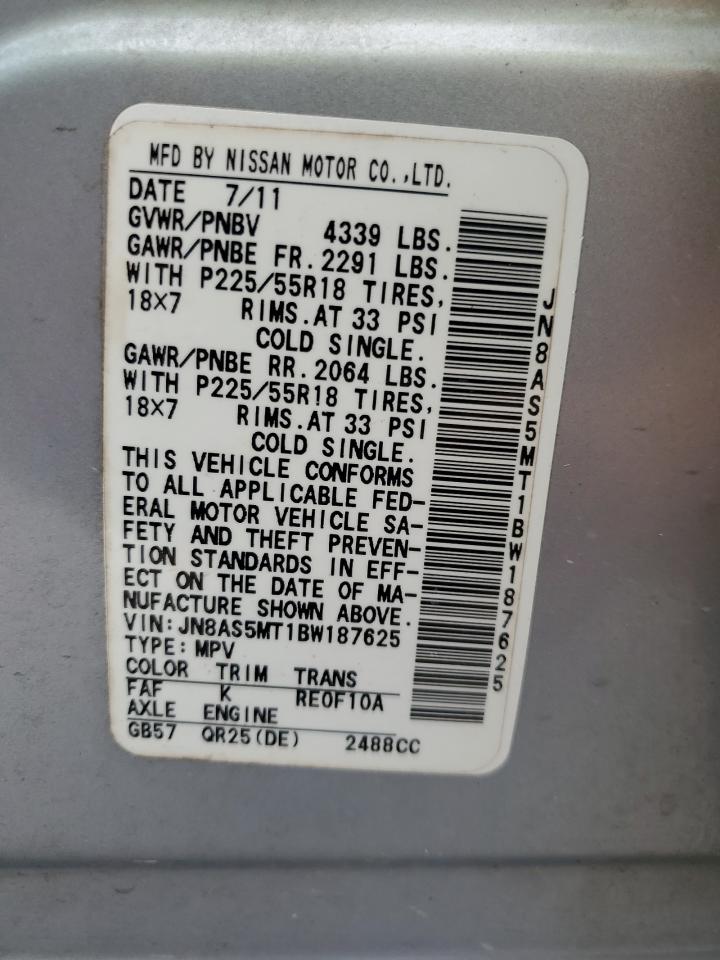 MFD BY NISSAN MOTOR CO.,LTD.
DATE 7/11
GVWR/PNBV 4339 LBS.
GAWR/PNBE FR.2291 LBS.
WITH P225/55R18 TIRES,
18×7 RIMS.AT 33 PSI
COLD SINGLE.
GAWR/PNBE RR.2064 LBS.
WITH P225/55R18 TIRES,
18×7 RIMS.AT 33 PSI
COLD SINGLE.
THIS VEHICLE CONFORMS
TO ALL APPLICABLE FED-
ERAL MOTOR VEHICLE SA-
FETY AND THEFT PREVEN-
TION STANDARDS IN EFF-
ECT ON THE DATE OF MA-
NUFACTURE SHOWN ABOVE.
VIN:JN8AS5MT1BW187625
TYPE:MPV
COLOR TRIM TRANS
FAF K RE0F10A
AXLE ENGINE
GB57 QR25(DE) 2488CC
JN8AS5MT1BW187625